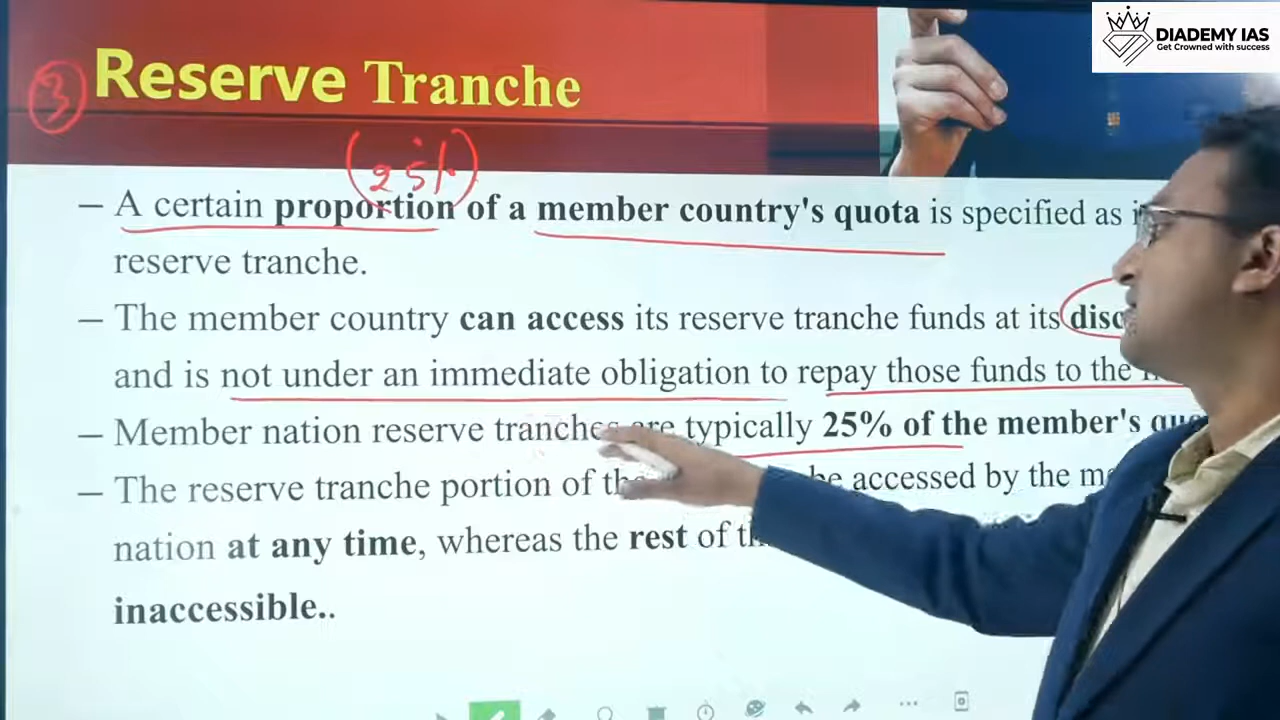 DIADEMY IAS
Get Crowned with success
3 Reserve Tranche
(25%)
– A certain proportion of a member country's quota is specified as
reserve tranche.
– The member country can access its reserve tranche funds at its
and is not under an immediate obligation to repay those funds to the
– Member nation reserve tranches are typically 25% of the member's
– The reserve tranche portion of be accessed by the
nation at any time, whereas the rest of
inaccessible..